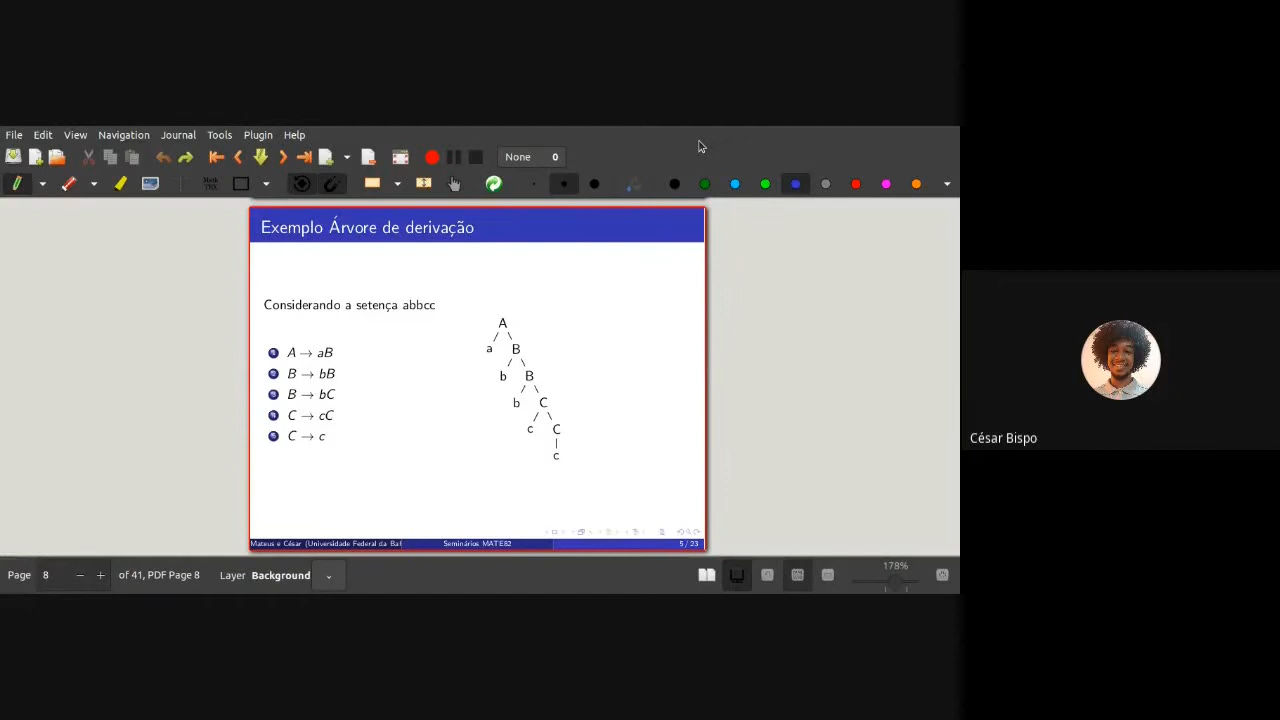 File Edit View Navigation Journal Tools Plugin Help
None 0
Exemplo Árvore de derivação
Considerando a setença abbcc
A → aB
B → bB
B → bC
C → cC
C → c
A
a B
b B
b C
c C
c
Mateus e César (Universidade Federal da Bah
Seminários MATE82
5 / 23
Page 8 of 41, PDF Page 8 Layer Background
178%
César Bispo